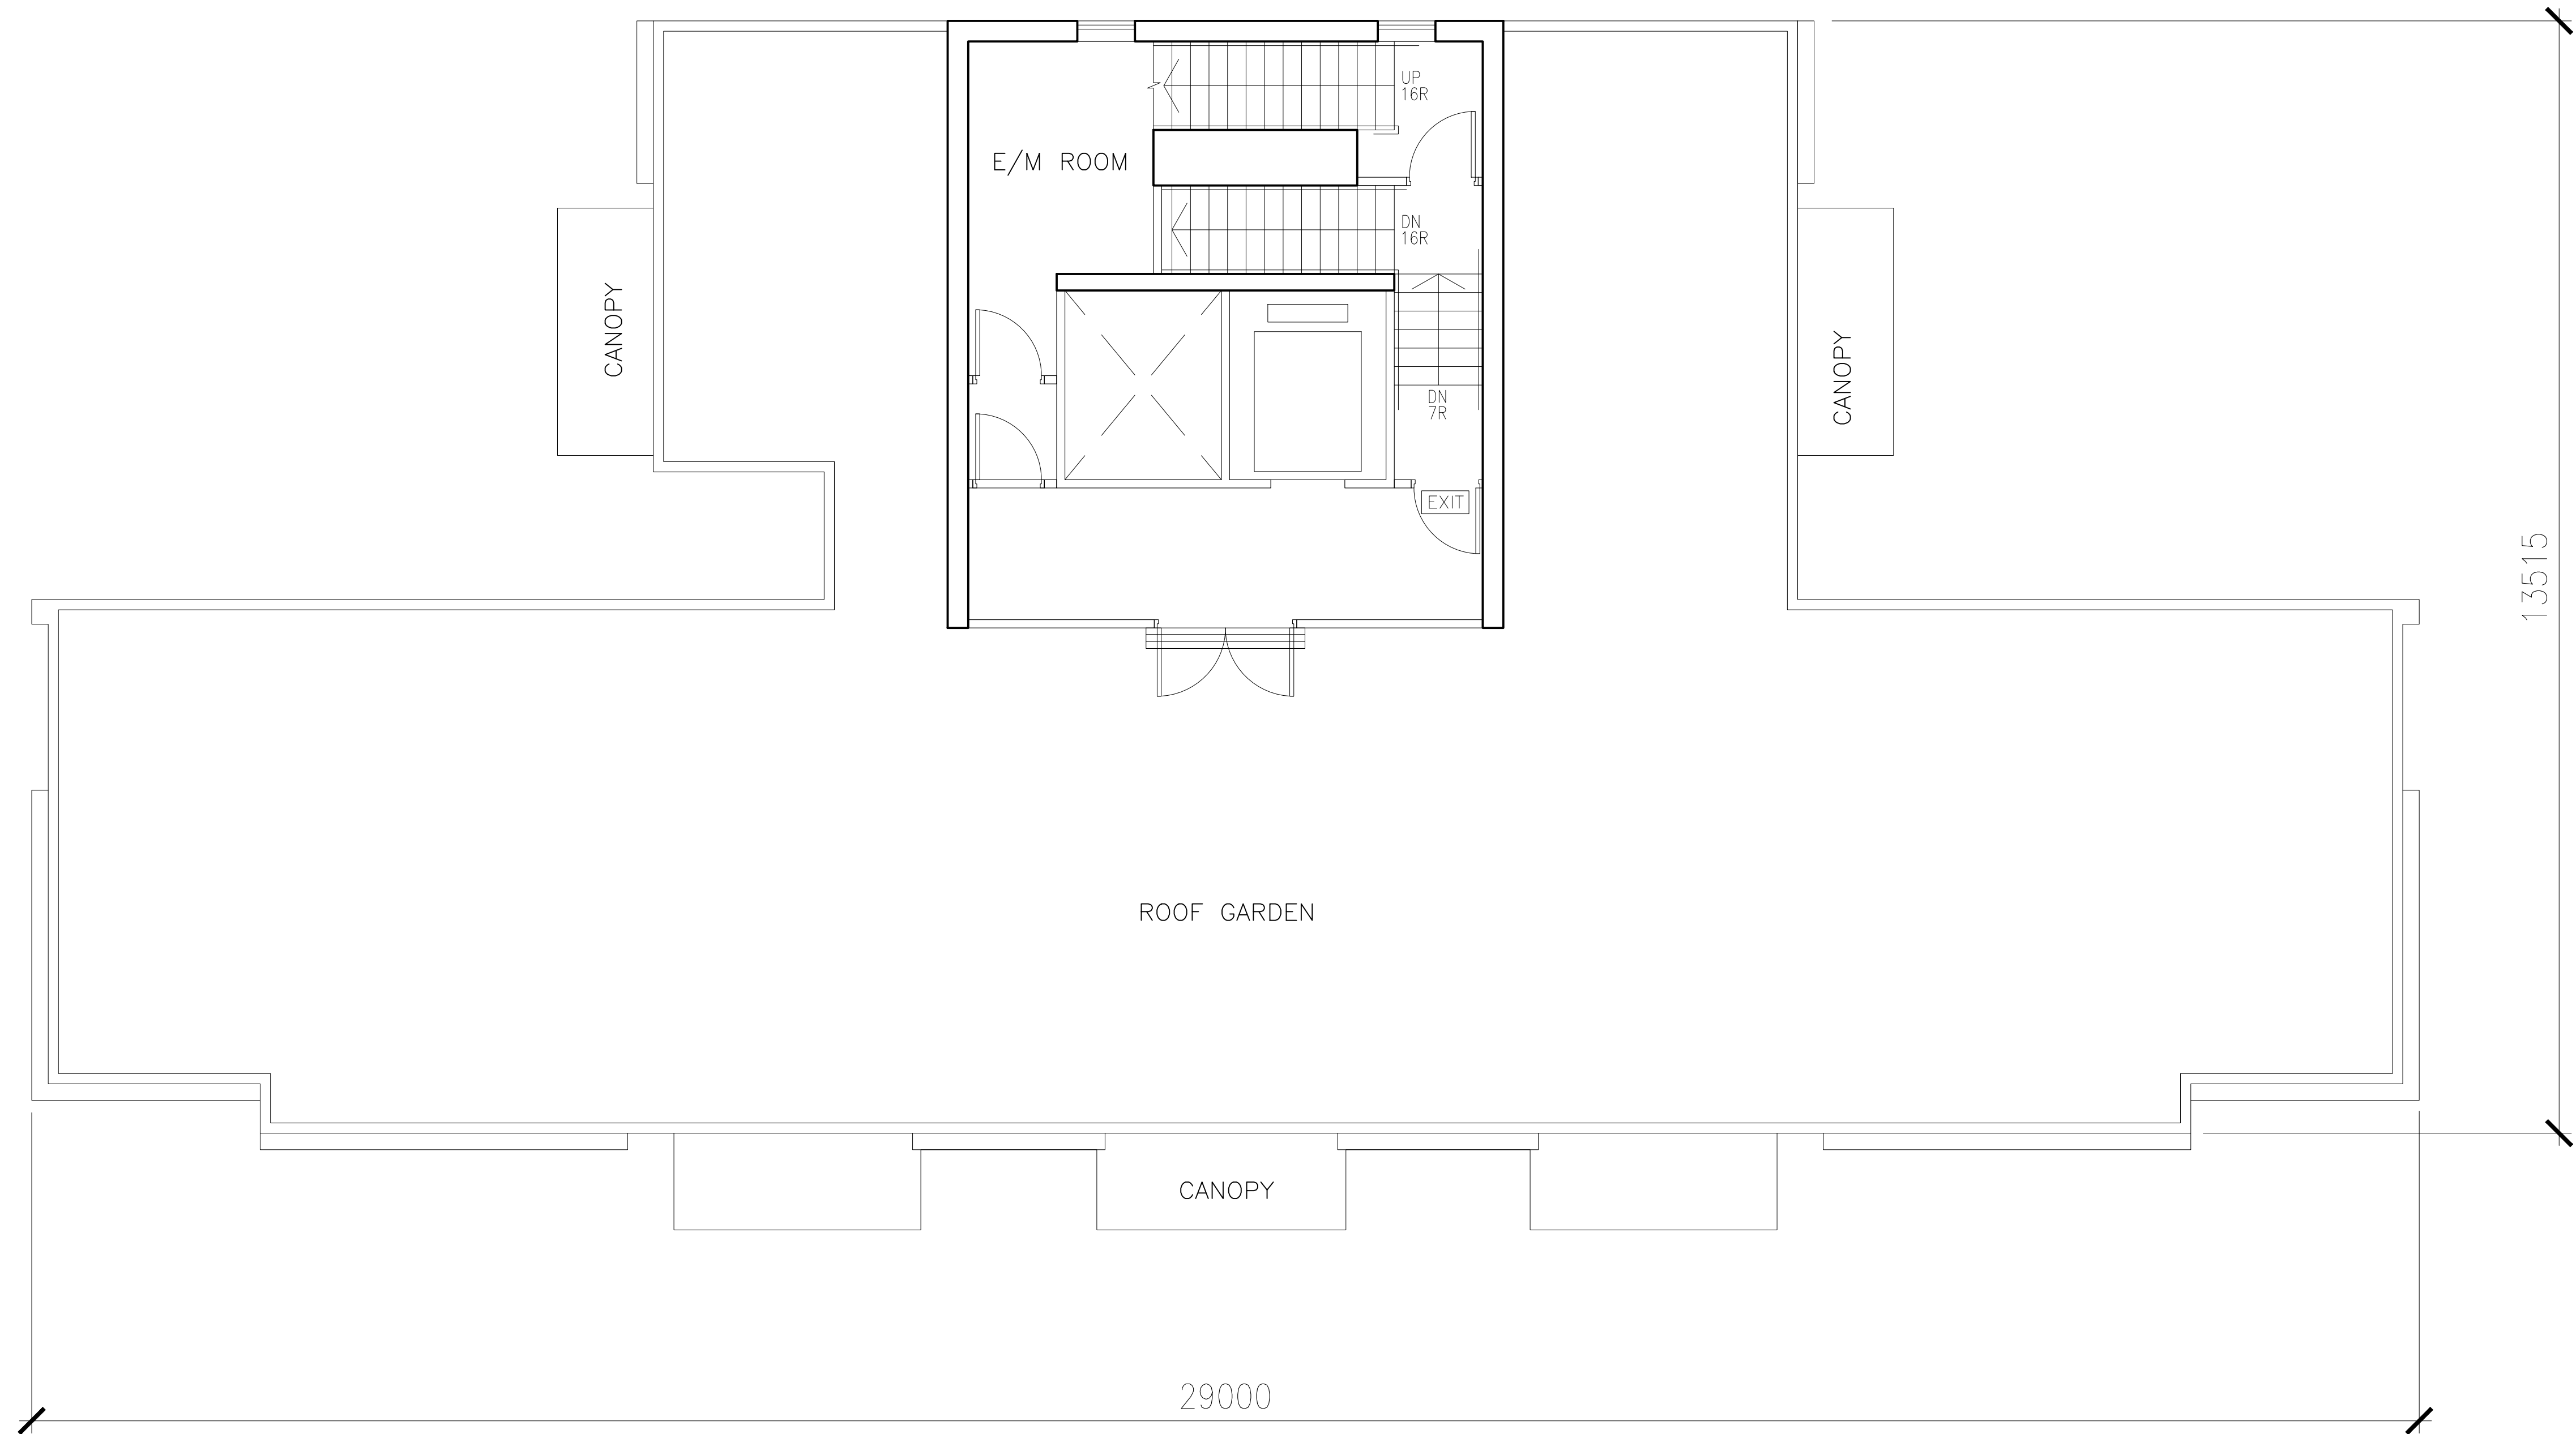 UP
16R
E/M ROOM
DN
16R
CANOPY
CANOPY
DN
7R
EXIT
13515
ROOF GARDEN
CANOPY
29000